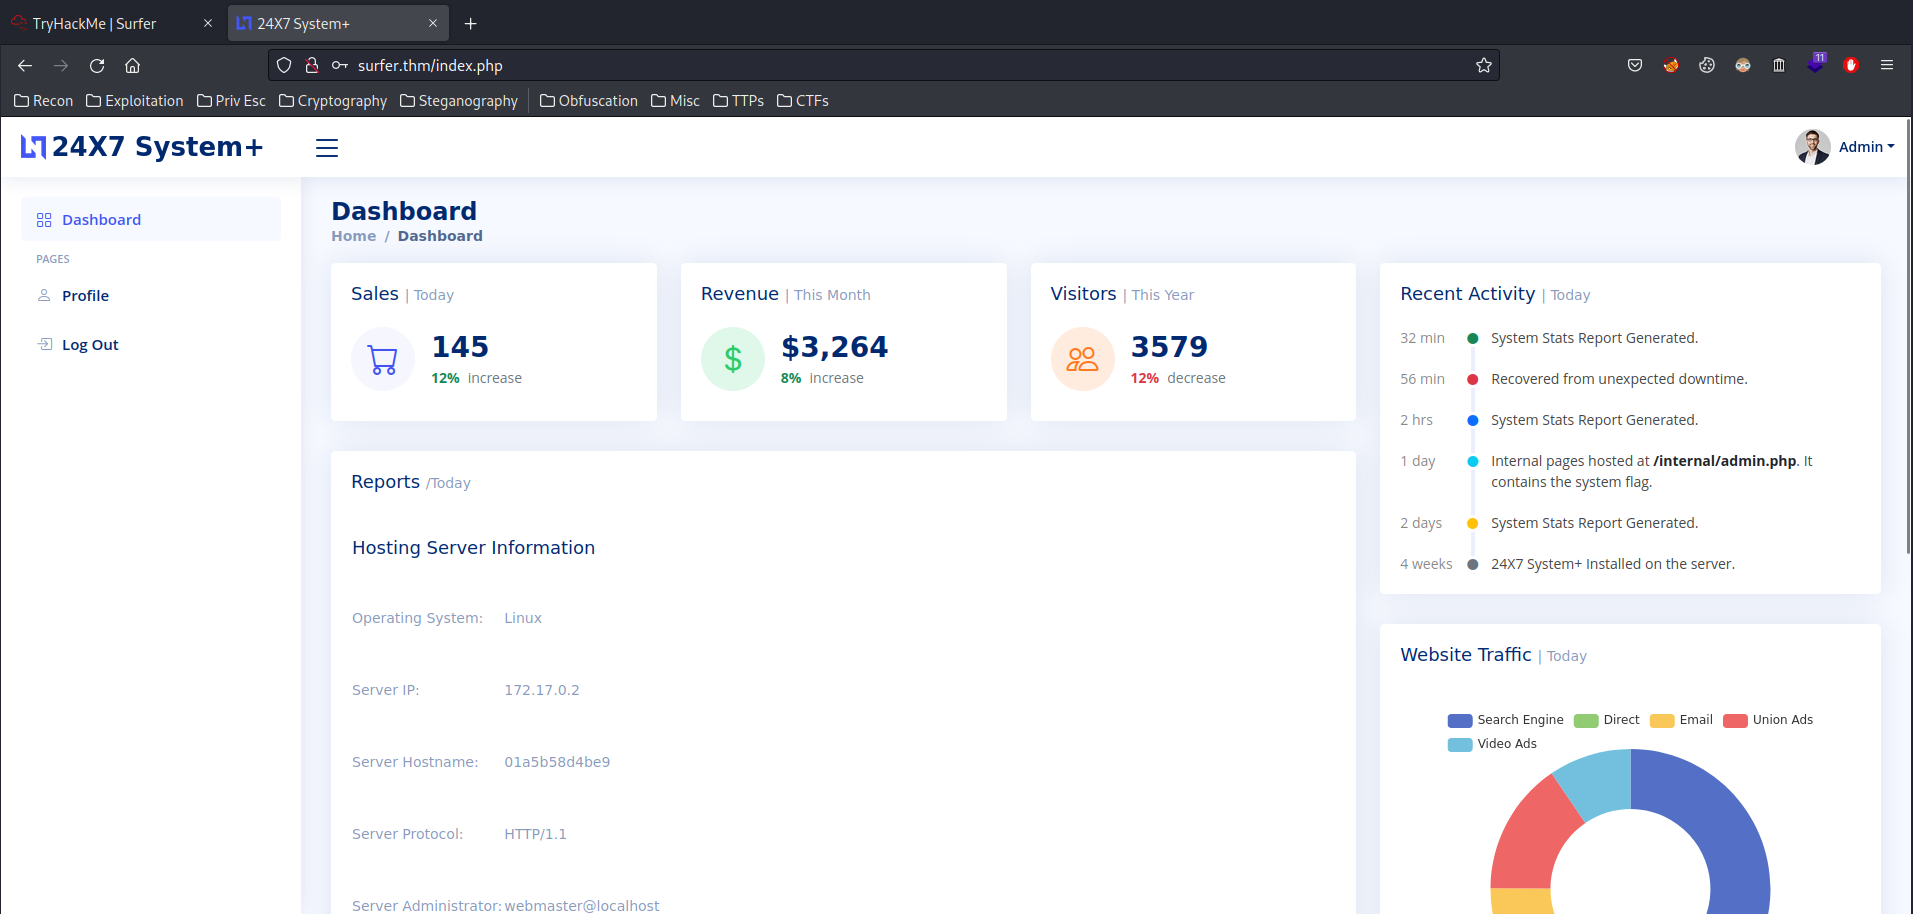 TryHackMe | Surfer
24X7 System+
surfer.thm/index.php
11
Recon Exploitation Priv Esc Cryptography Steganography Obfuscation Misc TTPs CTFs
24X7 System+
Admin
Dashboard
PAGES
Profile
Log Out
Dashboard
Home / Dashboard
Sales | Today
145
12% increase
Revenue | This Month
$3,264
8% increase
Visitors | This Year
3579
12% decrease
Reports /Today
Hosting Server Information
Operating System: Linux
Server IP: 172.17.0.2
Server Hostname: 01a5b58d4be9
Server Protocol: HTTP/1.1
Server Administrator: webmaster@localhost
Recent Activity | Today
32 min System Stats Report Generated.
56 min Recovered from unexpected downtime.
2 hrs System Stats Report Generated.
1 day Internal pages hosted at /internal/admin.php. It
contains the system flag.
2 days System Stats Report Generated.
4 weeks 24X7 System+ Installed on the server.
Website Traffic | Today
Search Engine Direct Email Union Ads
Video Ads